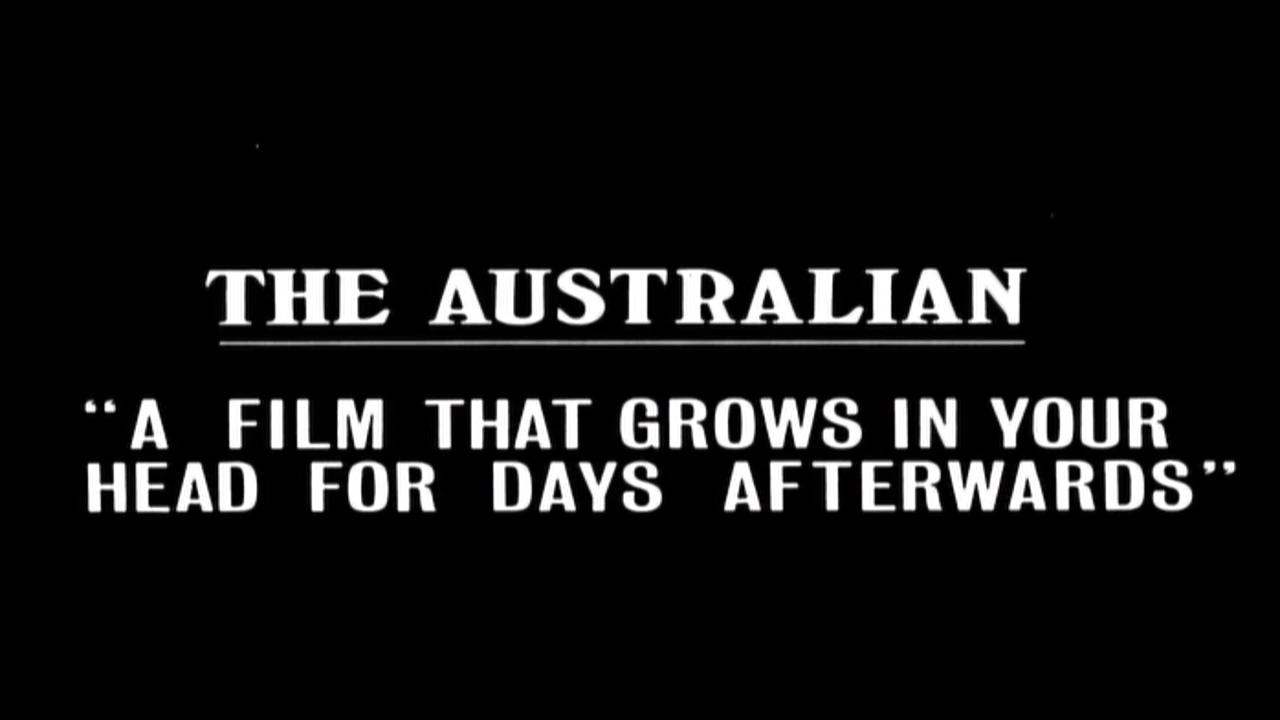 THE AUSTRALIAN
“A FILM THAT GROWS IN YOUR
HEAD FOR DAYS AFTERWARDS”